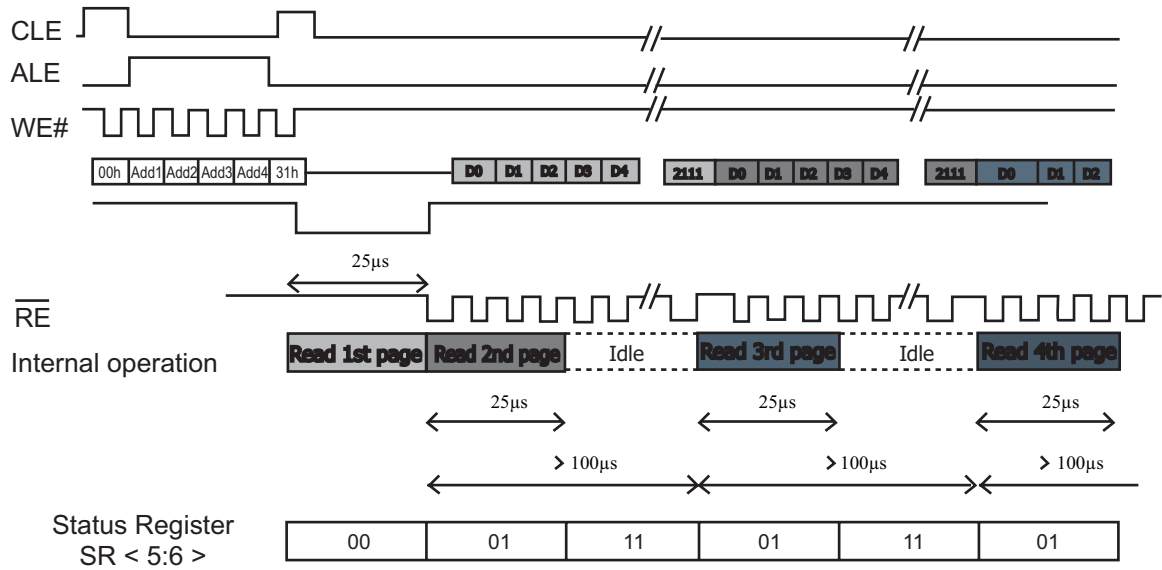 CLE
ALE
WE#
00h Add1 Add2 Add3 Add4 31h D0 D1 D2 D3 D4 2111 D0 D1 D2 D3 D4 2111 D0 D1 D2
25µs
RE
Internal operation Read 1st page Read 2nd page Idle Read 3rd page Idle Read 4th page
25µs 25µs 25µs
> 100µs > 100µs > 100µs
Status Register
SR < 5:6 > 00 01 11 01 11 01